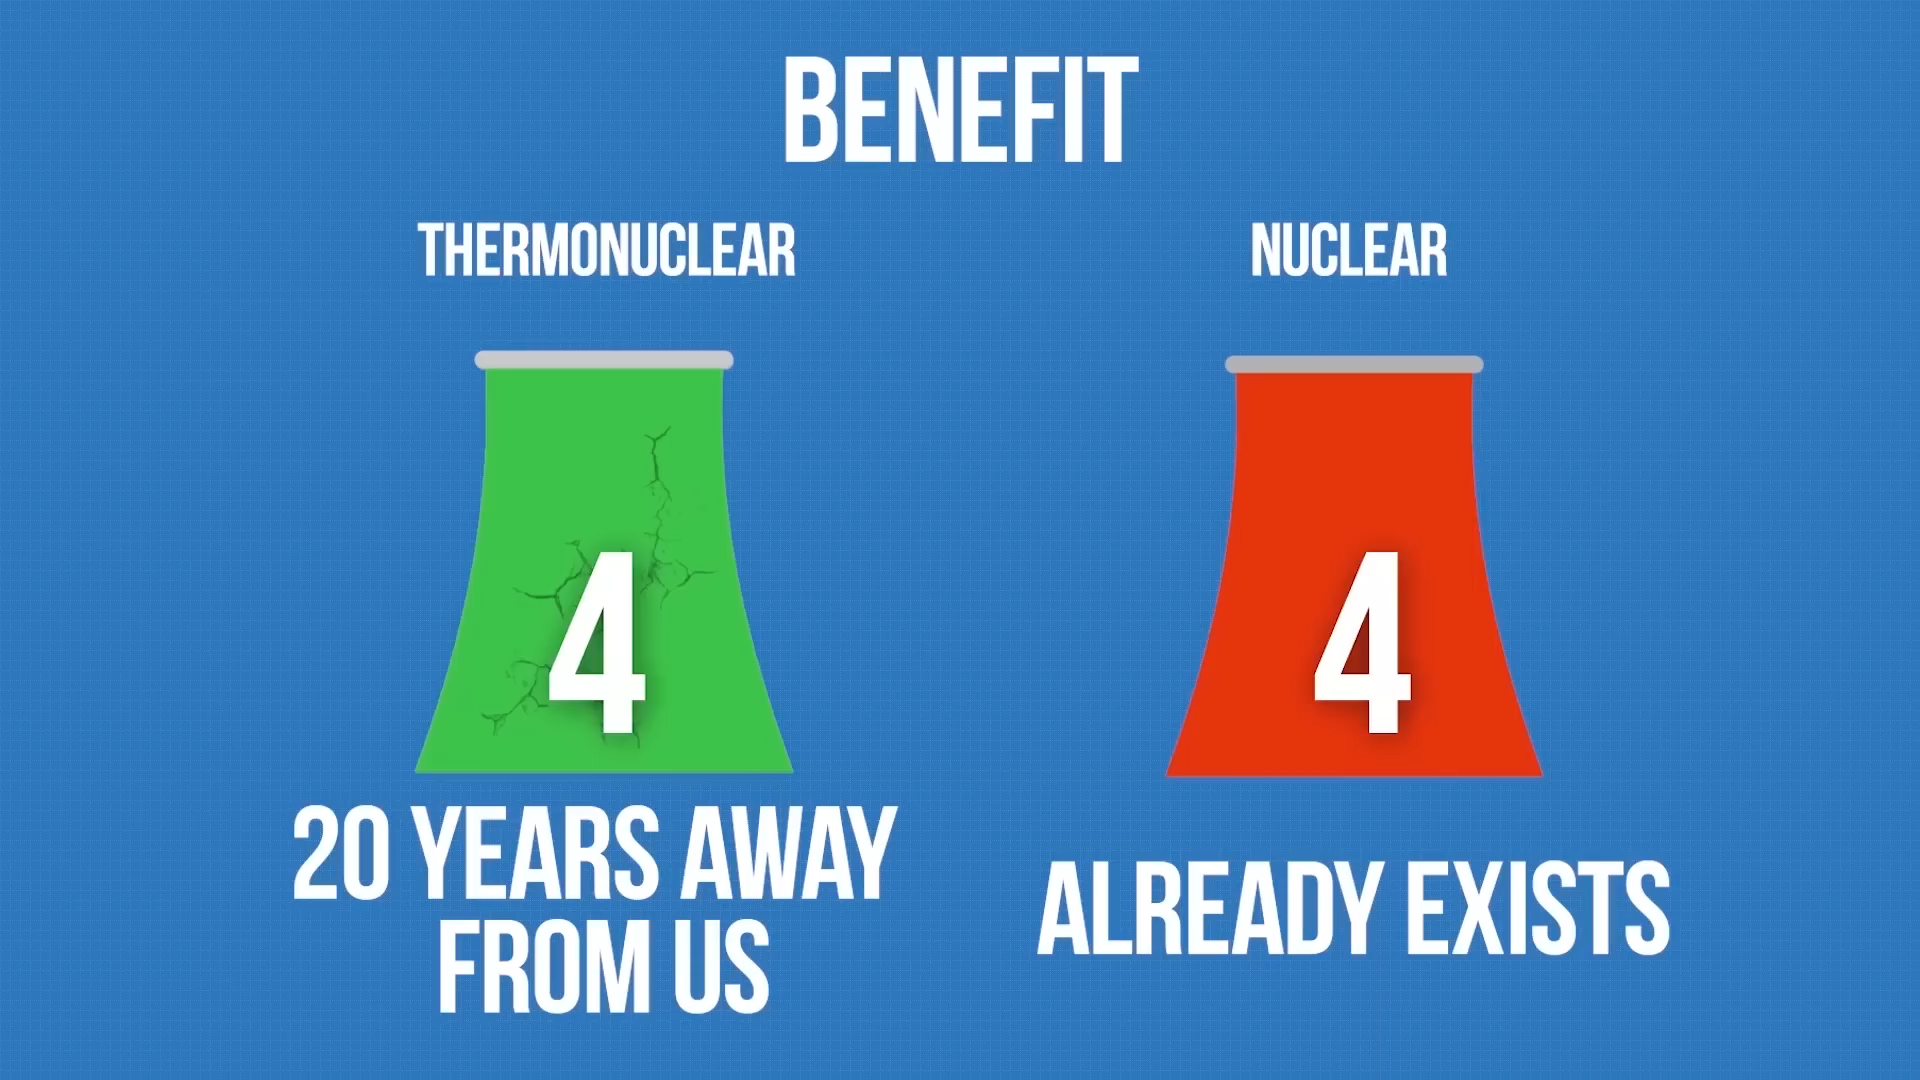 BENEFIT
THERMONUCLEAR
NUCLEAR
4
4
20 YEARS AWAY
FROM US
ALREADY EXISTS